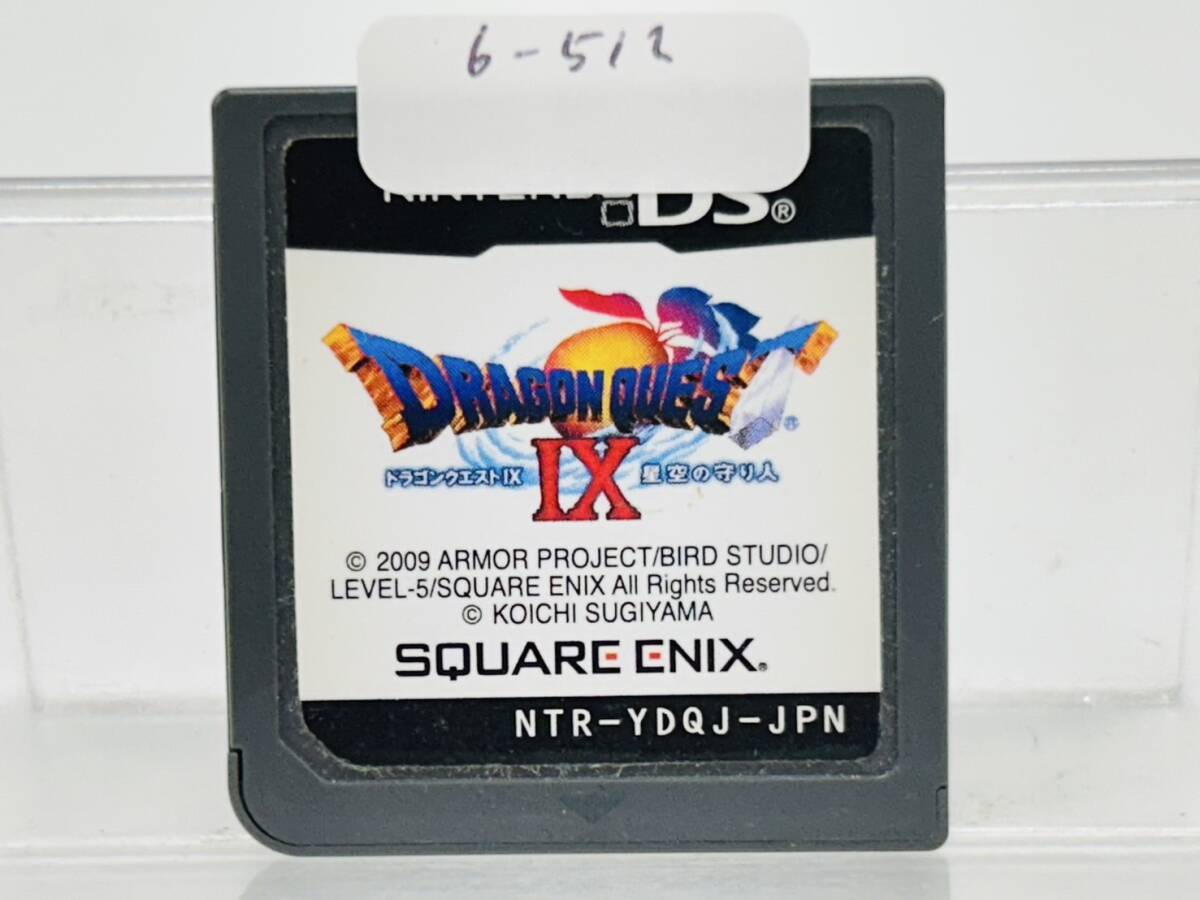 6-512
NINTENDO DS®
DRAGON QUEST®
IX
ドラゴンクエストIX 星空の守り人
© 2009 ARMOR PROJECT/BIRD STUDIO/
LEVEL-5/SQUARE ENIX All Rights Reserved.
© KOICHI SUGIYAMA
SQUARE ENIX®
NTR-YDQJ-JPN